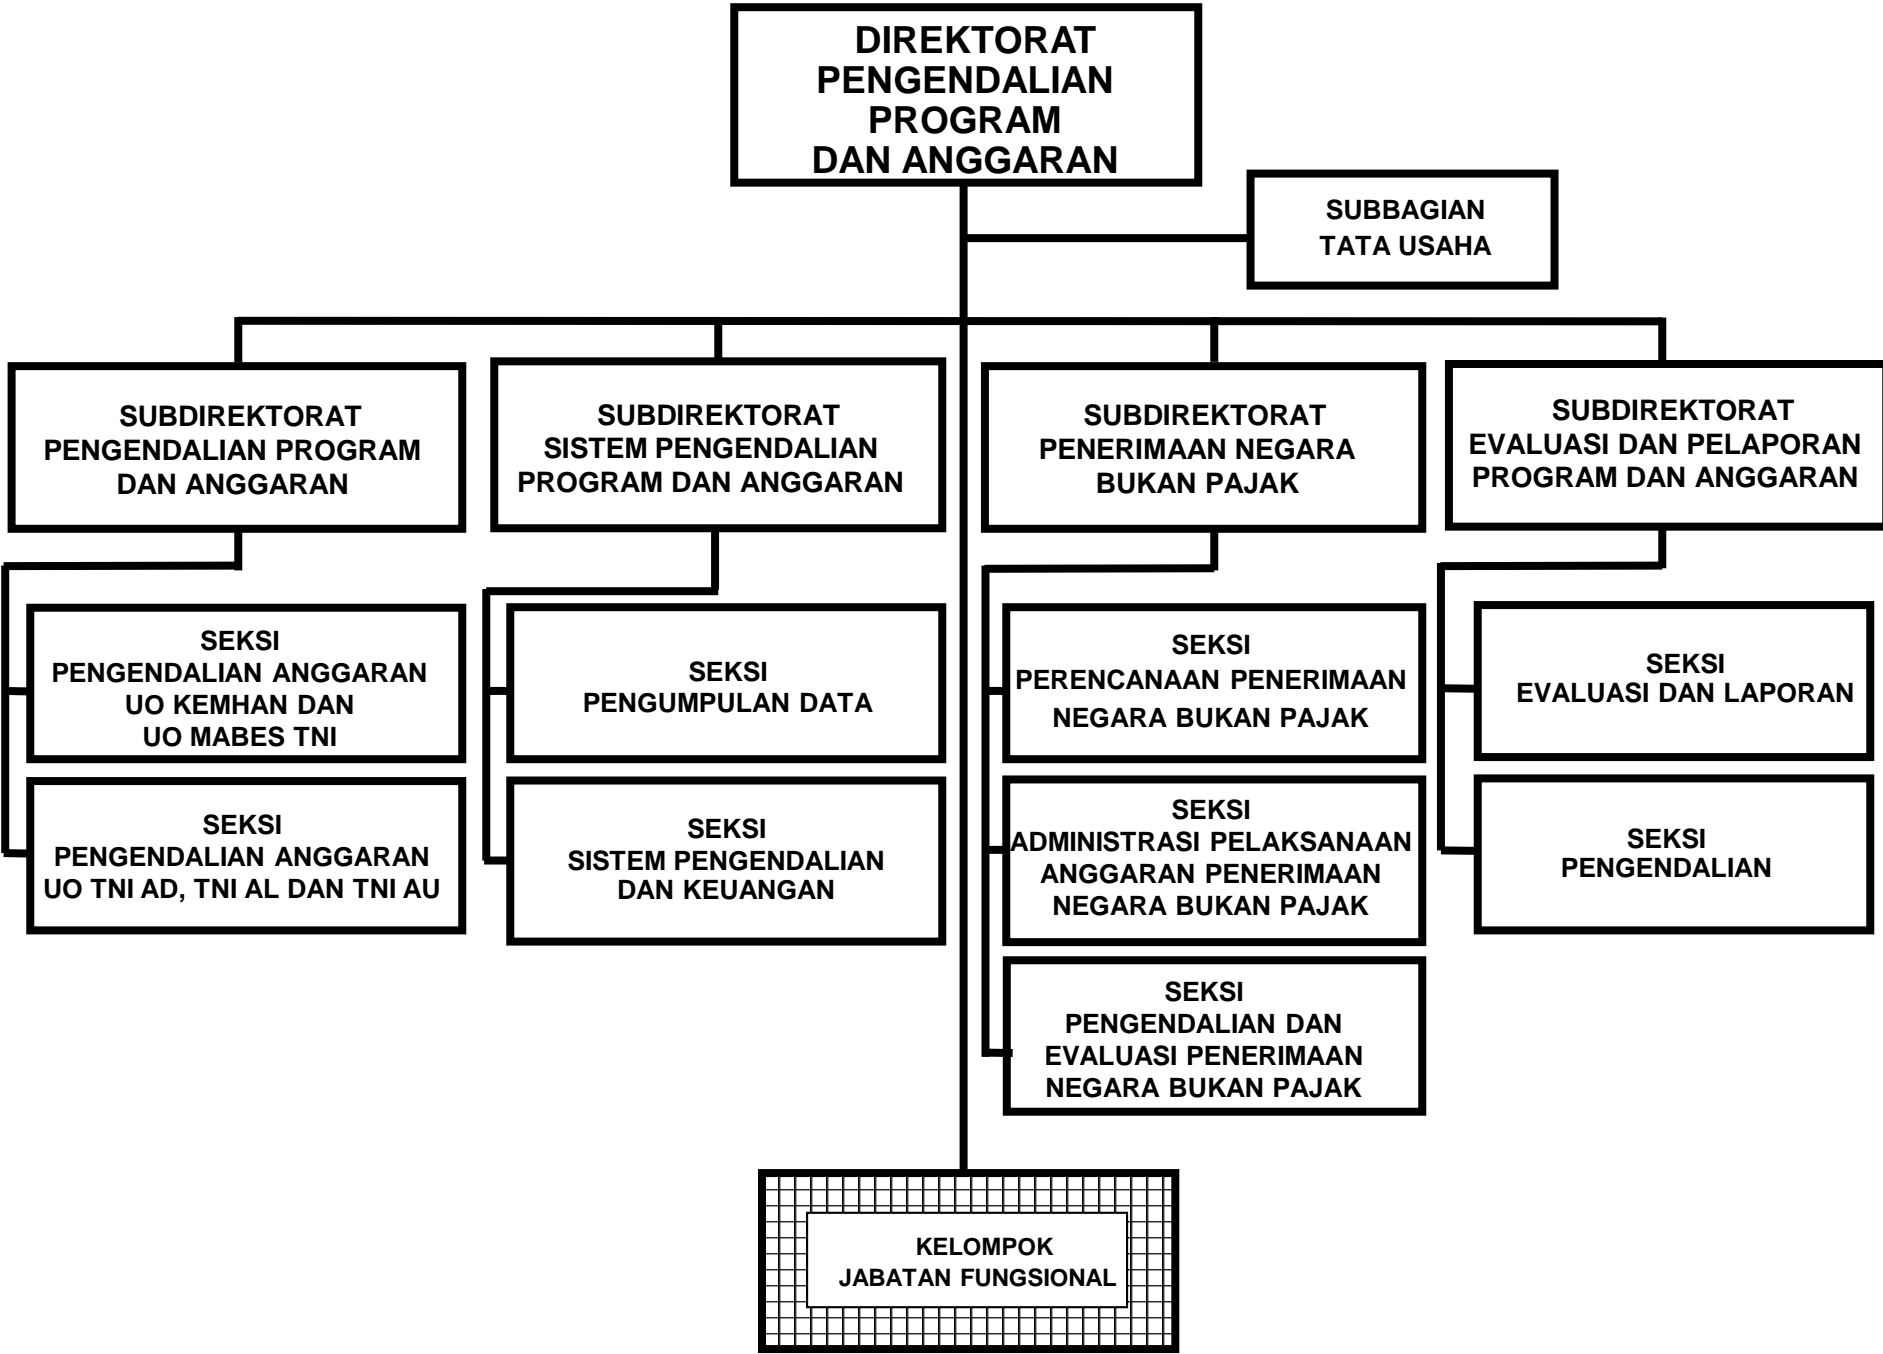 DIREKTORAT
PENGENDALIAN
PROGRAM
DAN ANGGARAN
SUBBAGIAN
TATA USAHA
SUBDIREKTORAT
PENGENDALIAN PROGRAM
DAN ANGGARAN
SUBDIREKTORAT
SISTEM PENGENDALIAN
PROGRAM DAN ANGGARAN
SUBDIREKTORAT
PENERIMAAN NEGARA
BUKAN PAJAK
SUBDIREKTORAT
EVALUASI DAN PELAPORAN
PROGRAM DAN ANGGARAN
SEKSI
PENGENDALIAN ANGGARAN
UO KEMHAN DAN
UO MABES TNI
SEKSI
PENGUMPULAN DATA
SEKSI
PERENCANAAN PENERIMAAN
NEGARA BUKAN PAJAK
SEKSI
EVALUASI DAN LAPORAN
SEKSI
PENGENDALIAN ANGGARAN
UO TNI AD, TNI AL DAN TNI AU
SEKSI
SISTEM PENGENDALIAN
DAN KEUANGAN
SEKSI
ADMINISTRASI PELAKSANAAN
ANGGARAN PENERIMAAN
NEGARA BUKAN PAJAK
SEKSI
PENGENDALIAN
SEKSI
PENGENDALIAN DAN
EVALUASI PENERIMAAN
NEGARA BUKAN PAJAK
KELOMPOK
JABATAN FUNGSIONAL